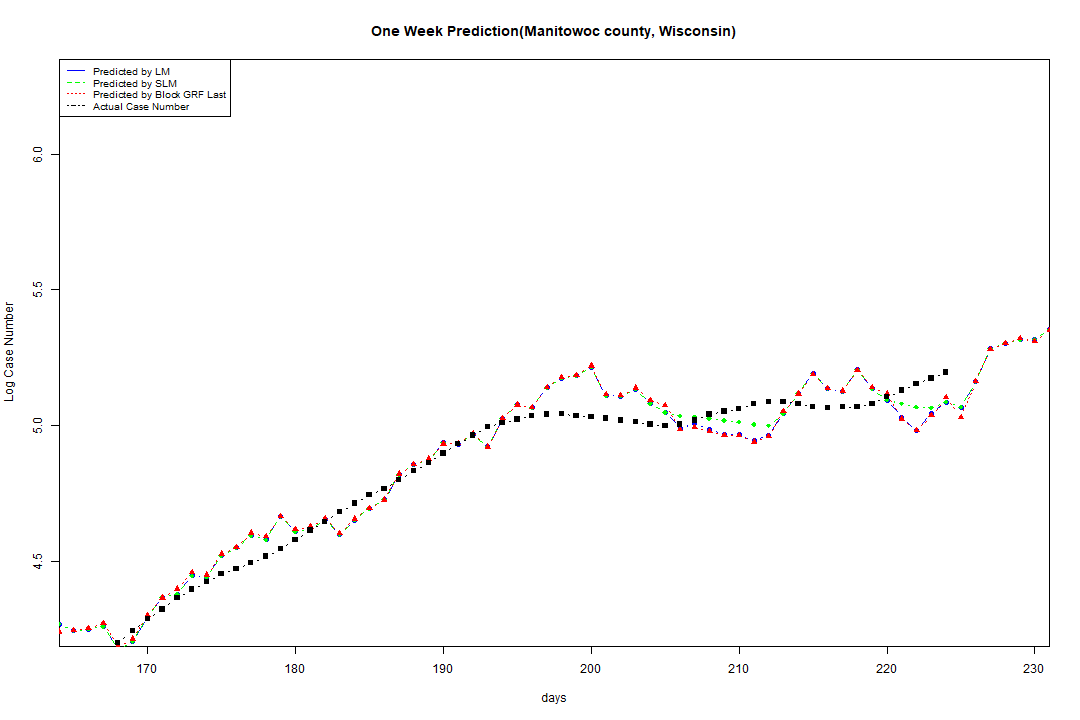 One Week Prediction(Manitowoc county, Wisconsin)
Predicted by LM
Predicted by SLM
Predicted by Block GRF Last
Actual Case Number
6.0
5.5
5.0
4.5
Log Case Number
170 180 190 200 210 220 230
days